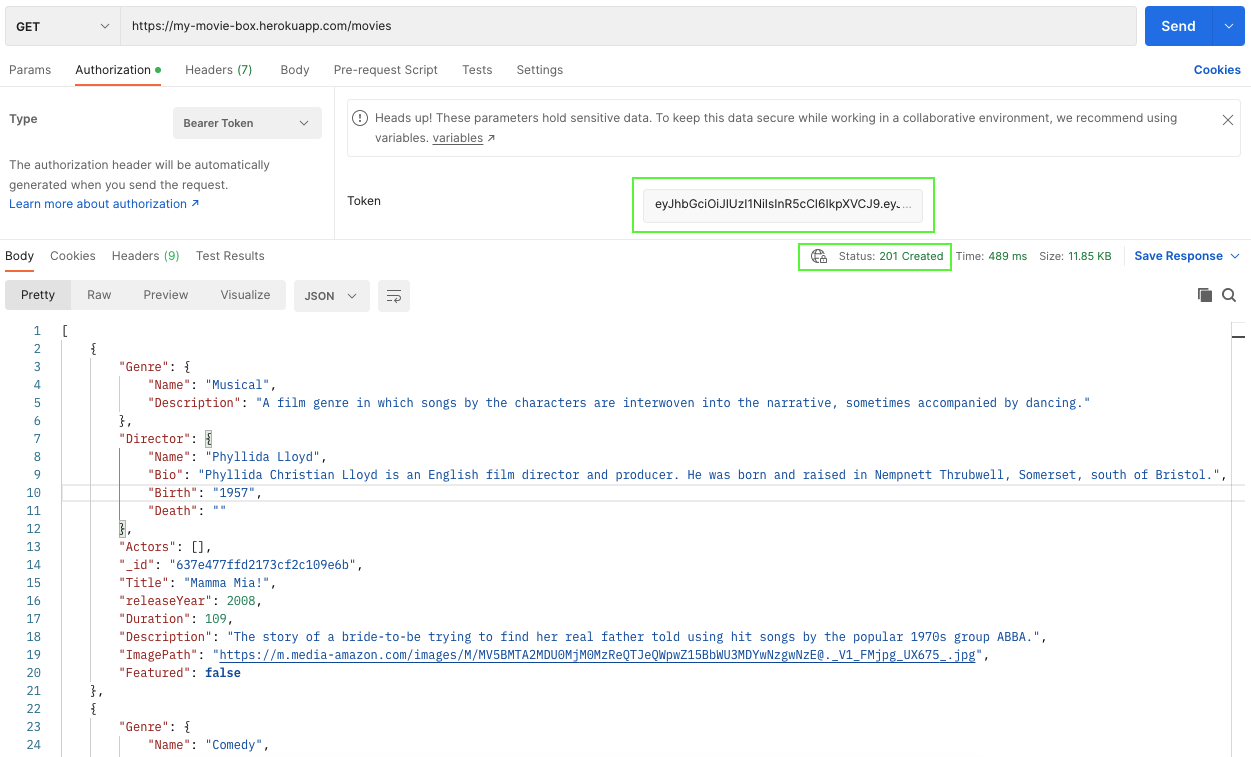 GET https://my-movie-box.herokuapp.com/movies Send
Params Authorization Headers (7) Body Pre-request Script Tests Settings Cookies
Type Bearer Token
The authorization header will be automatically
generated when you send the request.
Learn more about authorization ↗
Heads up! These parameters hold sensitive data. To keep this data secure while working in a collaborative environment, we recommend using
variables. variables ↗
Token eyJhbGciOiJIUzI1NiIsInR5cCI6IkpXVCJ9.eyJ...
Body Cookies Headers (9) Test Results Status: 201 Created Time: 489 ms Size: 11.85 KB Save Response
Pretty Raw Preview Visualize JSON
1 [
2 {
3 "Genre": {
4 "Name": "Musical",
5 "Description": "A film genre in which songs by the characters are interwoven into the narrative, sometimes accompanied by dancing."
6 },
7 "Director": {
8 "Name": "Phyllida Lloyd",
9 "Bio": "Phyllida Christian Lloyd is an English film director and producer. He was born and raised in Nempnett Thrubwell, Somerset, south of Bristol.",
10 "Birth": "1957",
11 "Death": ""
12 },
13 "Actors": [],
14 "_id": "637e477ffd2173cf2c109e6b",
15 "Title": "Mamma Mia!",
16 "releaseYear": 2008,
17 "Duration": 109,
18 "Description": "The story of a bride-to-be trying to find her real father told using hit songs by the popular 1970s group ABBA.",
19 "ImagePath": "https://m.media-amazon.com/images/M/MV5BMTA2MDU0MjM0MzReQTJeQWpwZ15BbWU3MDYwNzgwNzE@._V1_FMjpg_UX675_.jpg",
20 "Featured": false
21 },
22 {
23 "Genre": {
24 "Name": "Comedy",